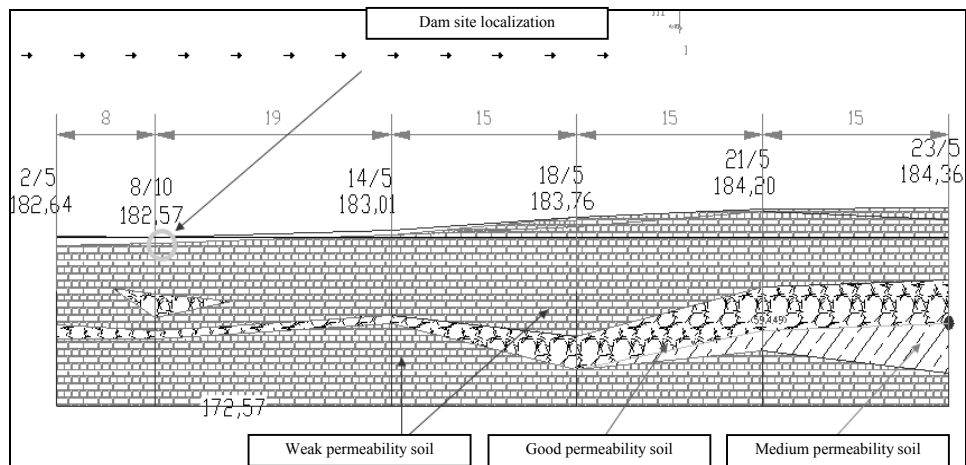 Dam site localization
8 19 15 15 15
2/5
182,64
8/10
182,57
14/5
183,01
18/5
183,76
21/5
184,20
23/5
184,36
172,57
Weak permeability soil
Good permeability soil
Medium permeability soil